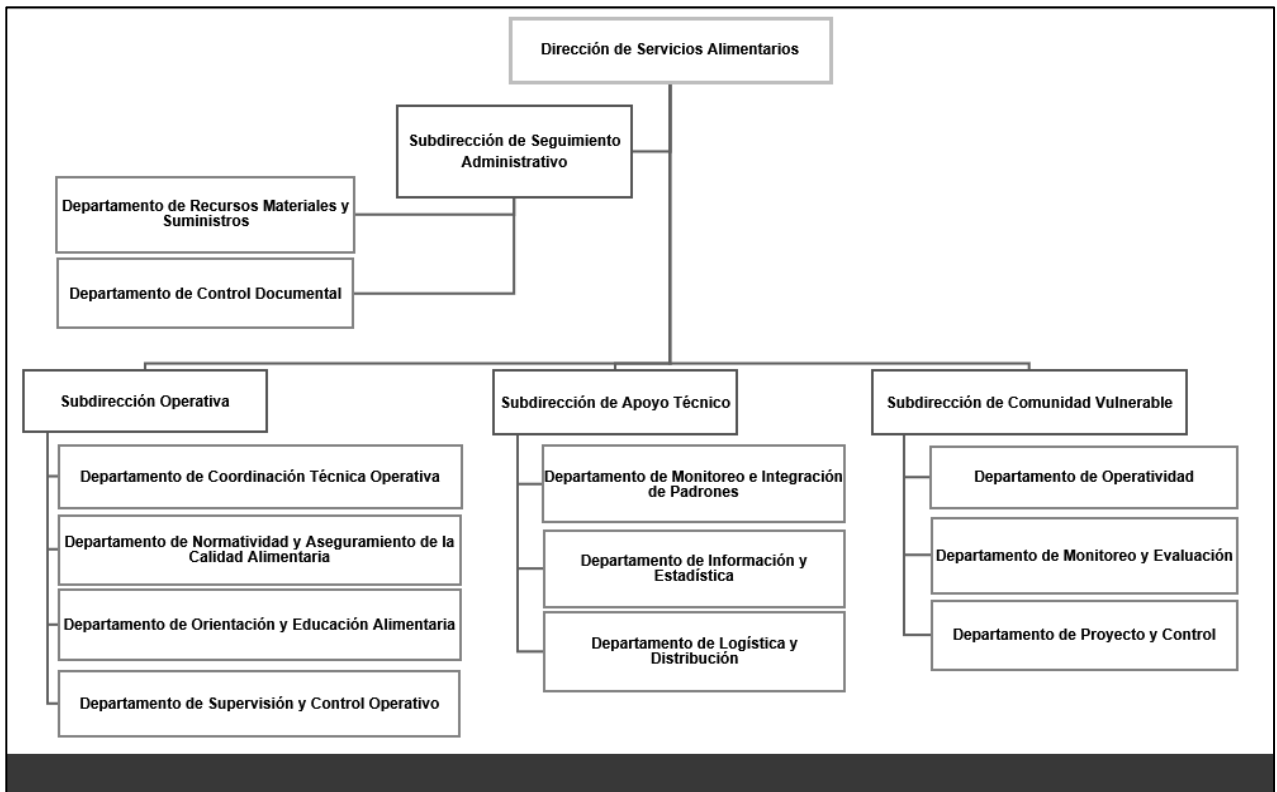 Dirección de Servicios Alimentarios
Subdirección de Seguimiento
Administrativo
Departamento de Recursos Materiales y
Suministros
Departamento de Control Documental
Subdirección Operativa
Departamento de Coordinación Técnica Operativa
Departamento de Normatividad y Aseguramiento de la
Calidad Alimentaria
Departamento de Orientación y Educación Alimentaria
Departamento de Supervisión y Control Operativo
Subdirección de Apoyo Técnico
Departamento de Monitoreo e Integración
de Padrones
Departamento de Información y
Estadística
Departamento de Logística y
Distribución
Subdirección de Comunidad Vulnerable
Departamento de Operatividad
Departamento de Monitoreo y Evaluación
Departamento de Proyecto y Control